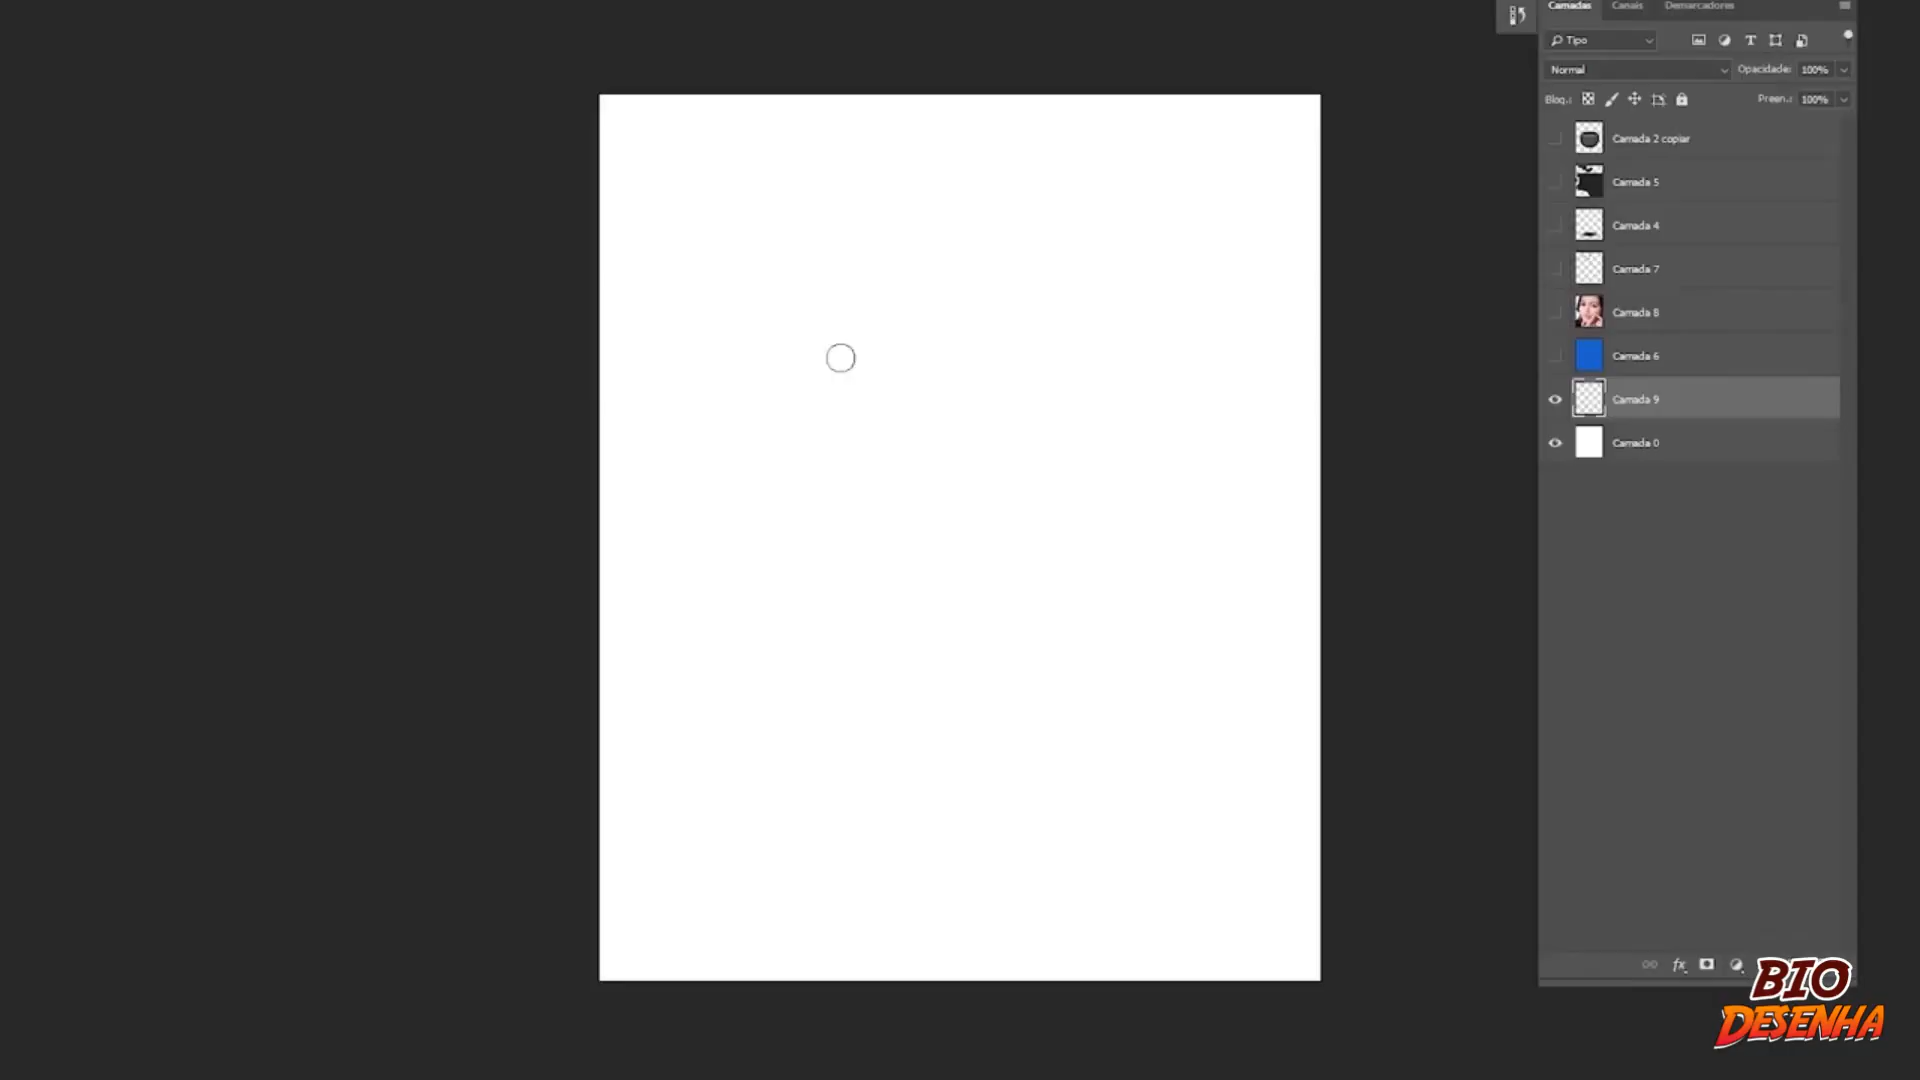 Camadas Canais Demarcadores
Tipo
Normal Opacidade: 100%
Bloq.: Preen.: 100%
Camada 2 copiar
Camada 5
Camada 4
Camada 7
Camada 8
Camada 6
Camada 9
Camada 0
fx
BIO
DESENHA